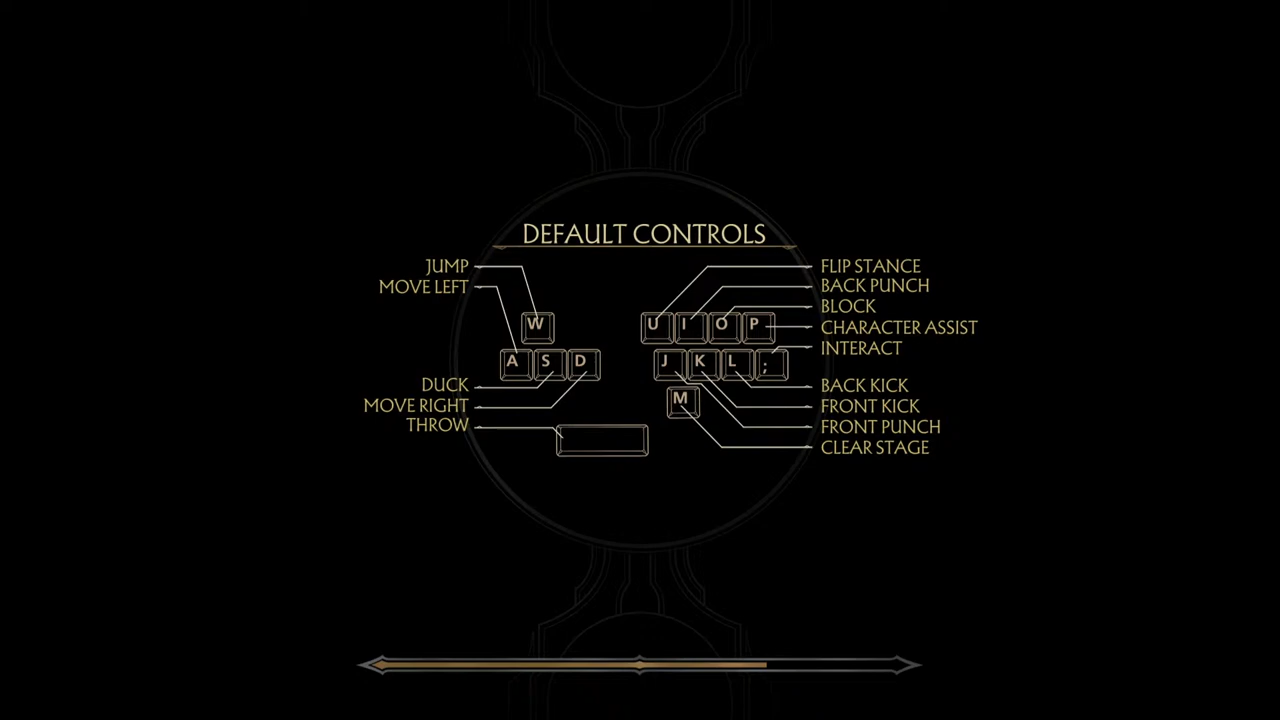 DEFAULT CONTROLS
JUMP
MOVE LEFT
W
A S D
DUCK
MOVE RIGHT
THROW
FLIP STANCE
BACK PUNCH
BLOCK
CHARACTER ASSIST
INTERACT
U I O P
J K L ;
M
BACK KICK
FRONT KICK
FRONT PUNCH
CLEAR STAGE